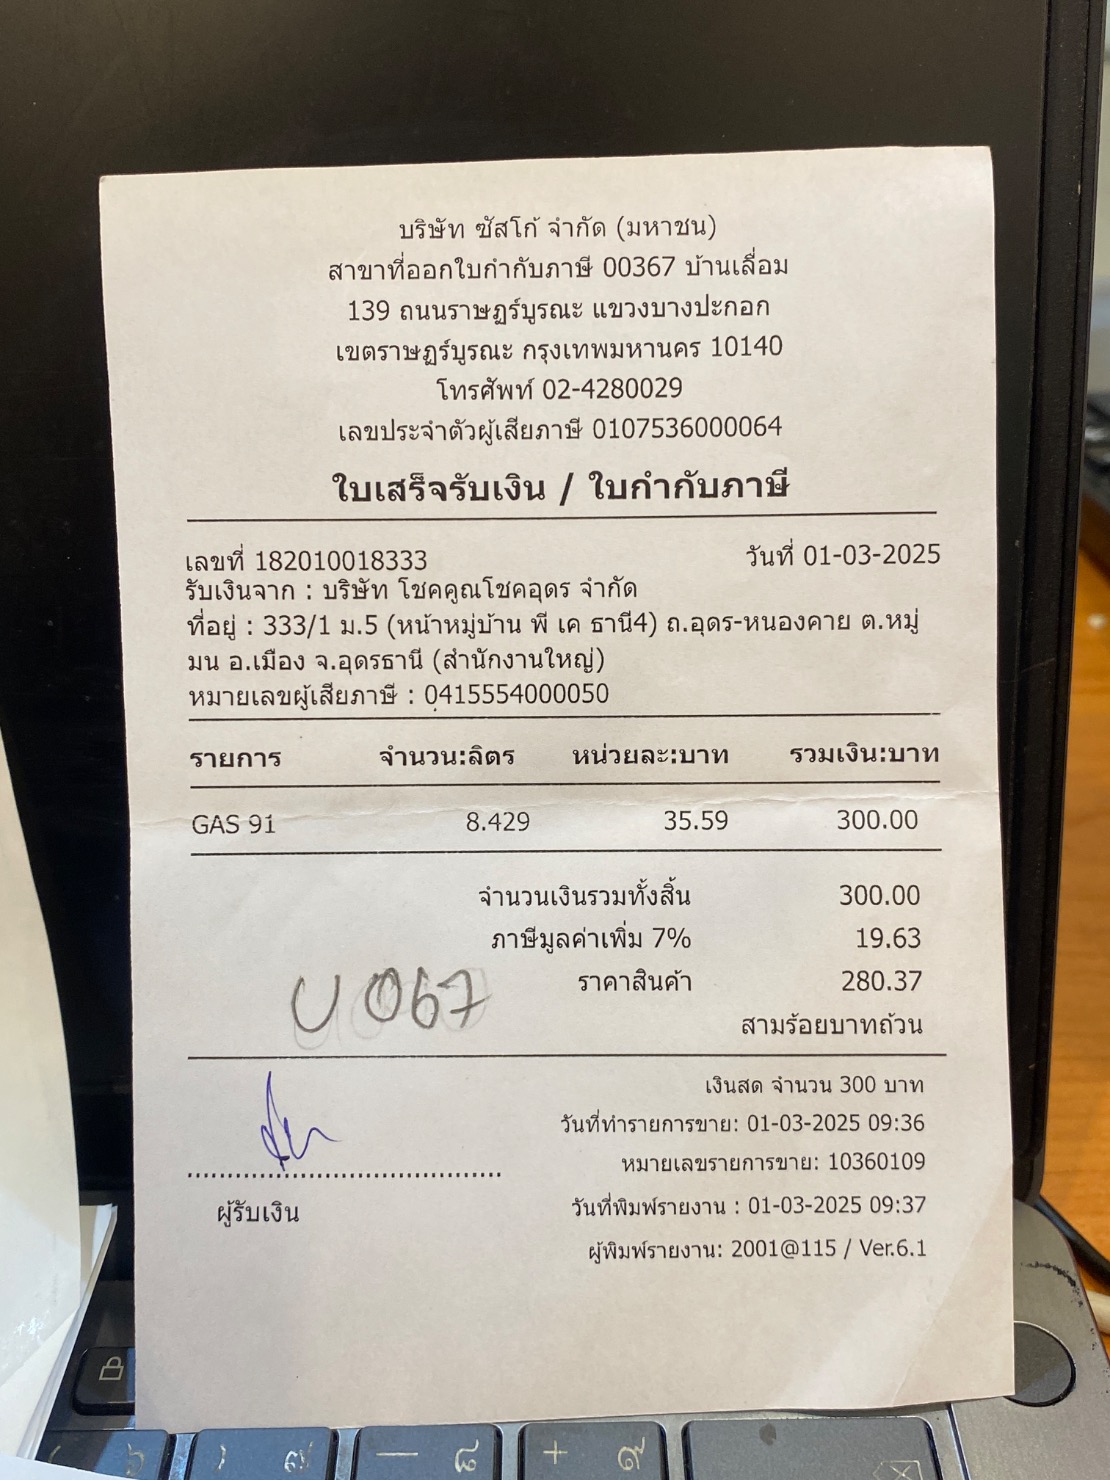 บริษัท ซัสโก้ จำกัด (มหาชน)
สาขาที่ออกใบกำกับภาษี 00367 บ้านเลื่อม
139 ถนนราษฎร์บูรณะ แขวงบางปะกอก
เขตราษฎร์บูรณะ กรุงเทพมหานคร 10140
โทรศัพท์ 02-4280029
เลขประจำตัวผู้เสียภาษี 0107536000064
ใบเสร็จรับเงิน / ใบกำกับภาษี
เลขที่ 182010018333 วันที่ 01-03-2025
รับเงินจาก : บริษัท โชคคูณโชคอุดร จำกัด
ที่อยู่ : 333/1 ม.5 (หน้าหมู่บ้าน พี เค ธานี4) ถ.อุดร-หนองคาย ต.หมู่
มน อ.เมือง จ.อุดรธานี (สำนักงานใหญ่)
หมายเลขผู้เสียภาษี : 0415554000050
รายการ จำนวน:ลิตร หน่วยละ:บาท รวมเงิน:บาท
GAS 91 8.429 35.59 300.00
จำนวนเงินรวมทั้งสิ้น 300.00
ภาษีมูลค่าเพิ่ม 7% 19.63
ราคาสินค้า 280.37
067
สามร้อยบาทถ้วน
เงินสด จำนวน 300 บาท
วันที่ทำรายการขาย: 01-03-2025 09:36
หมายเลขรายการขาย: 10360109
ผู้รับเงิน
วันที่พิมพ์รายงาน : 01-03-2025 09:37
ผู้พิมพ์รายงาน: 2001@115 / Ver.6.1